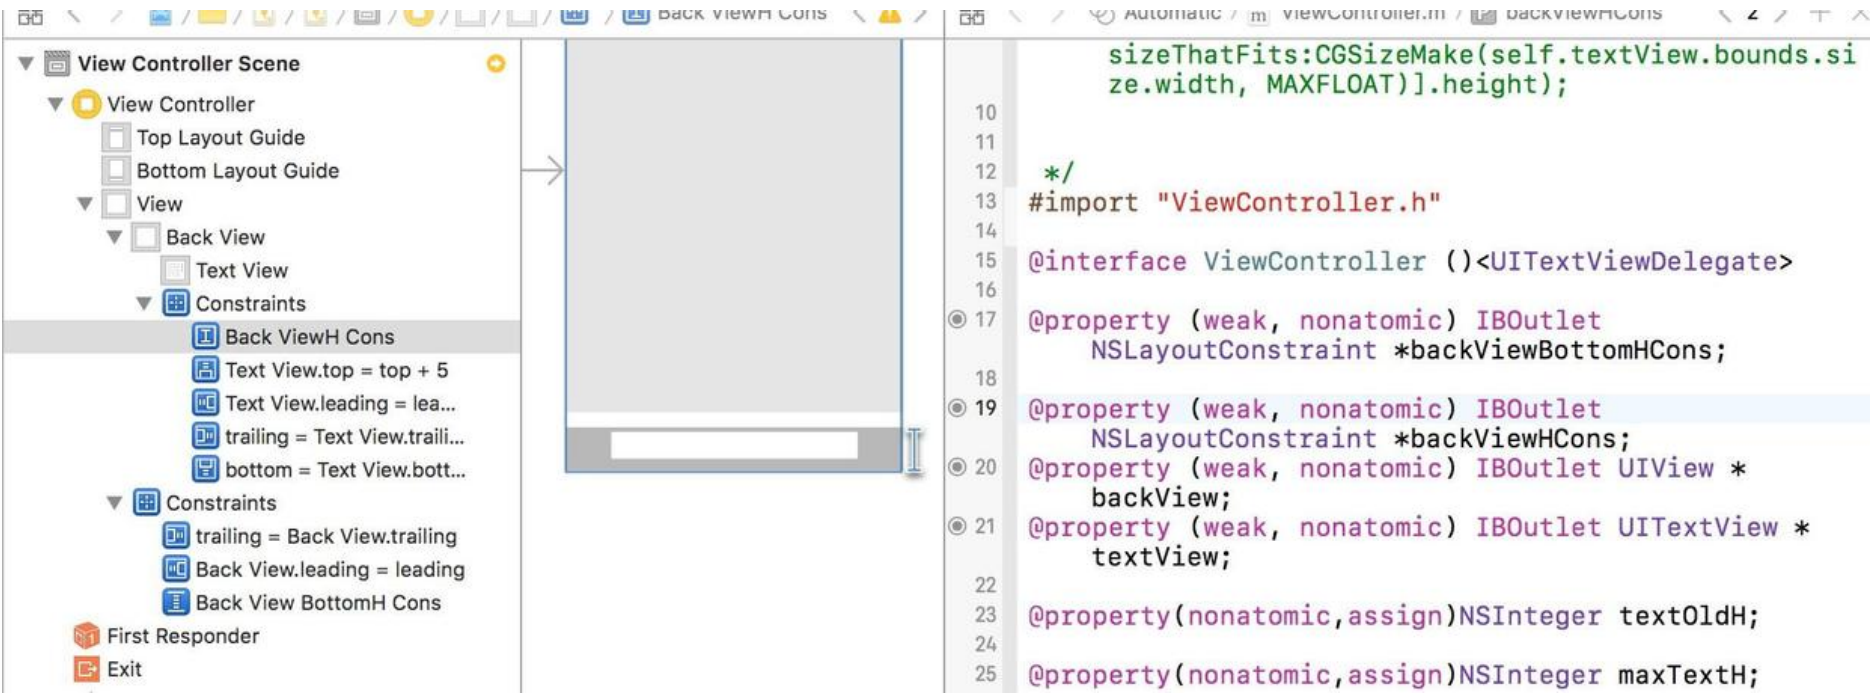 Back ViewH Cons
View Controller Scene
View Controller
Top Layout Guide
Bottom Layout Guide
View
Back View
Text View
Constraints
Back ViewH Cons
Text View.top = top + 5
Text View.leading = lea...
trailing = Text View.traili...
bottom = Text View.bott...
Constraints
trailing = Back View.trailing
Back View.leading = leading
Back View BottomH Cons
First Responder
Exit
Automatic m ViewController.m backViewHCons 2
sizeThatFits:CGSizeMake(self.textView.bounds.si
ze.width, MAXFLOAT)].height);
10
11
12 */
13 #import "ViewController.h"
14
15 @interface ViewController ()<UITextViewDelegate>
16
17 @property (weak, nonatomic) IBOutlet
NSLayoutConstraint *backViewBottomHCons;
18
19 @property (weak, nonatomic) IBOutlet
NSLayoutConstraint *backViewHCons;
20 @property (weak, nonatomic) IBOutlet UIView *
backView;
21 @property (weak, nonatomic) IBOutlet UITextView *
textView;
22
23 @property(nonatomic,assign)NSInteger textOldH;
24
25 @property(nonatomic,assign)NSInteger maxTextH;